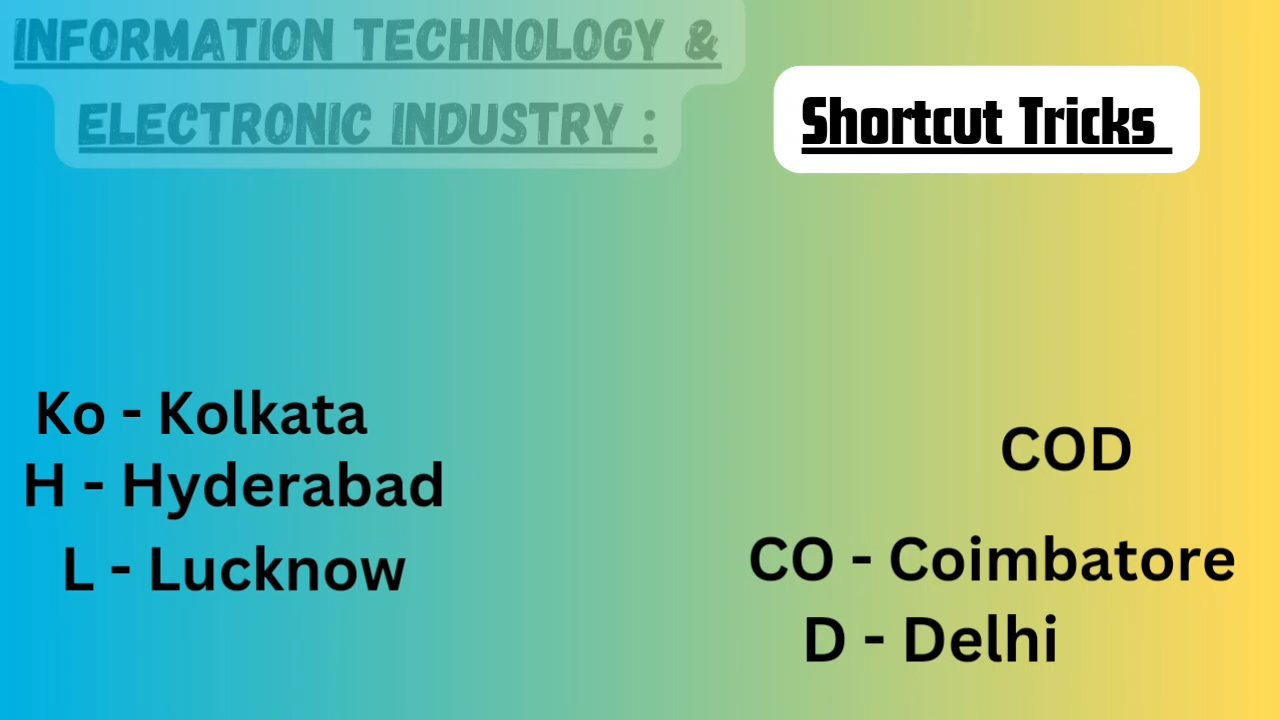 INFORMATION TECHNOLOGY &
ELECTRONIC INDUSTRY :
Shortcut Tricks
Ko - Kolkata
H - Hyderabad
L - Lucknow
COD
CO - Coimbatore
D - Delhi